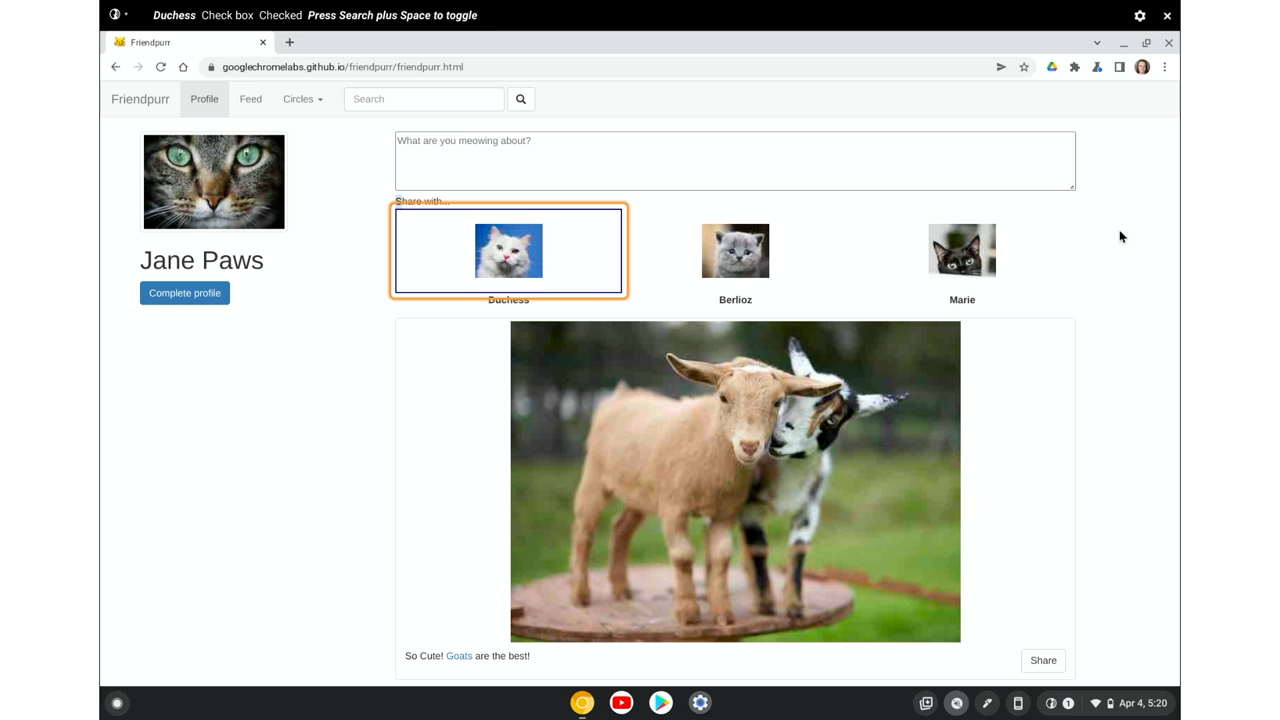 Duchess Check box Checked Press Search plus Space to toggle
Friendpurr
googlechromelabs.github.io/friendpurr/friendpurr.html
Friendpurr Profile Feed Circles Search
What are you meowing about?
Share with...
Jane Paws
Complete profile
Duchess Berlioz Marie
So Cute! Goats are the best!
Share
1 Apr 4, 5:20